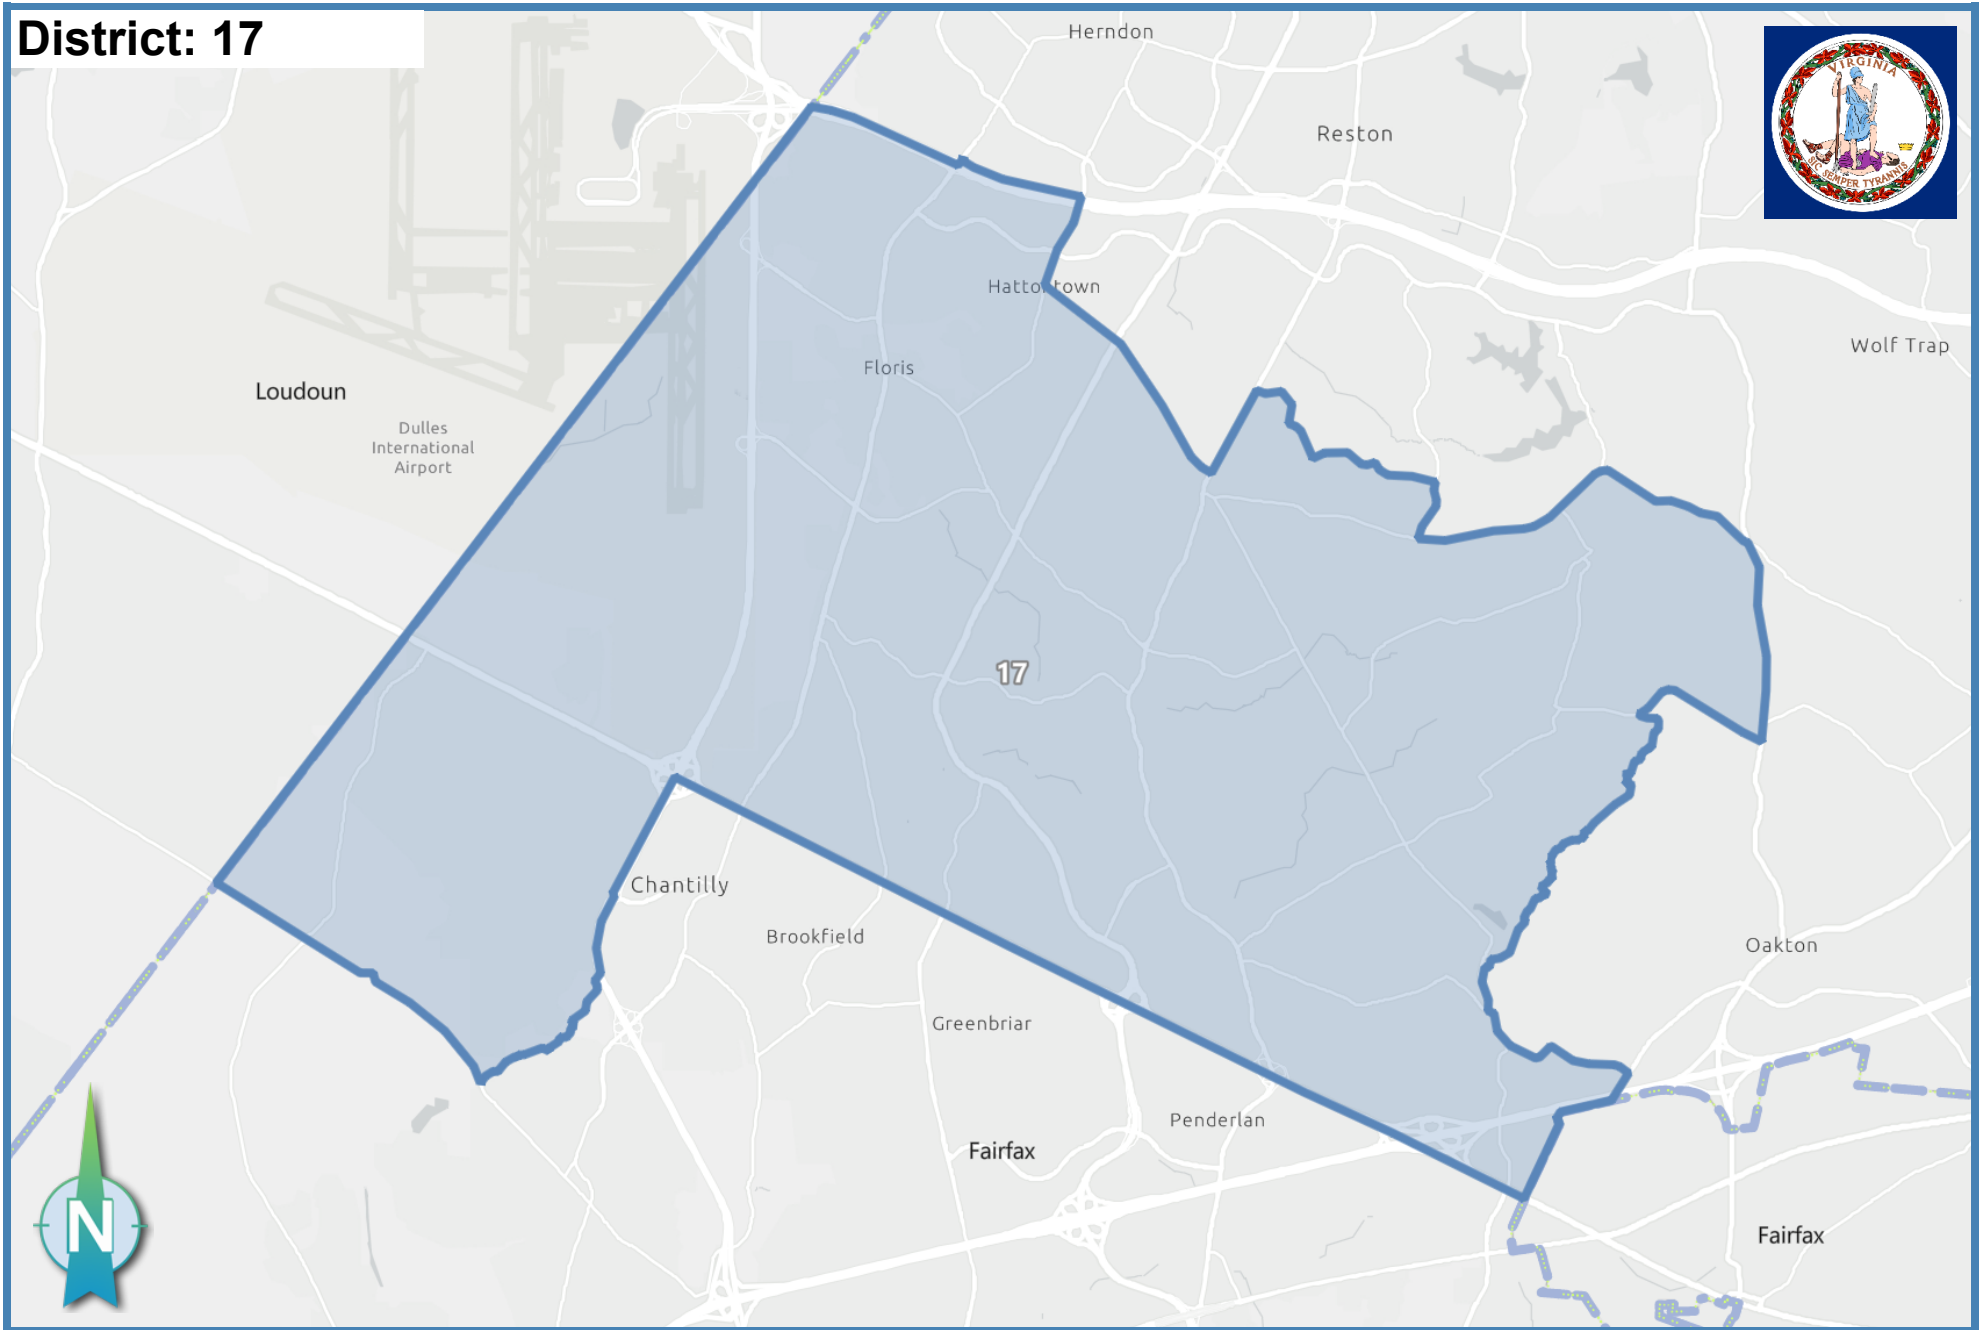 District: 17
Herndon
VIRGINIA
Reston
SIC SEMPER TYRANNIS
Wolf Trap
Floris
Loudoun
Dulles
International
Airport
17
Chantilly
Brookfield
Oakton
Greenbriar
Penderlan
Fairfax
N
Fairfax